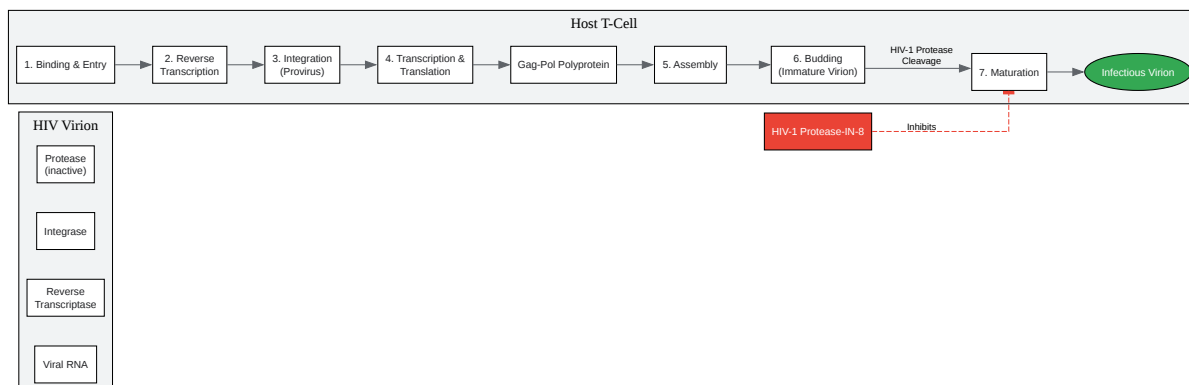 Host T-Cell
1. Binding & Entry
2. Reverse
Transcription
3. Integration
(Provirus)
4. Transcription &
Translation
Gag-Pol Polyprotein
5. Assembly
6. Budding
(Immature Virion)
HIV-1 Protease
Cleavage
7. Maturation
Infectious Virion
HIV-1 Protease-IN-8
Inhibits
HIV Virion
Protease
(inactive)
Integrase
Reverse
Transcriptase
Viral RNA